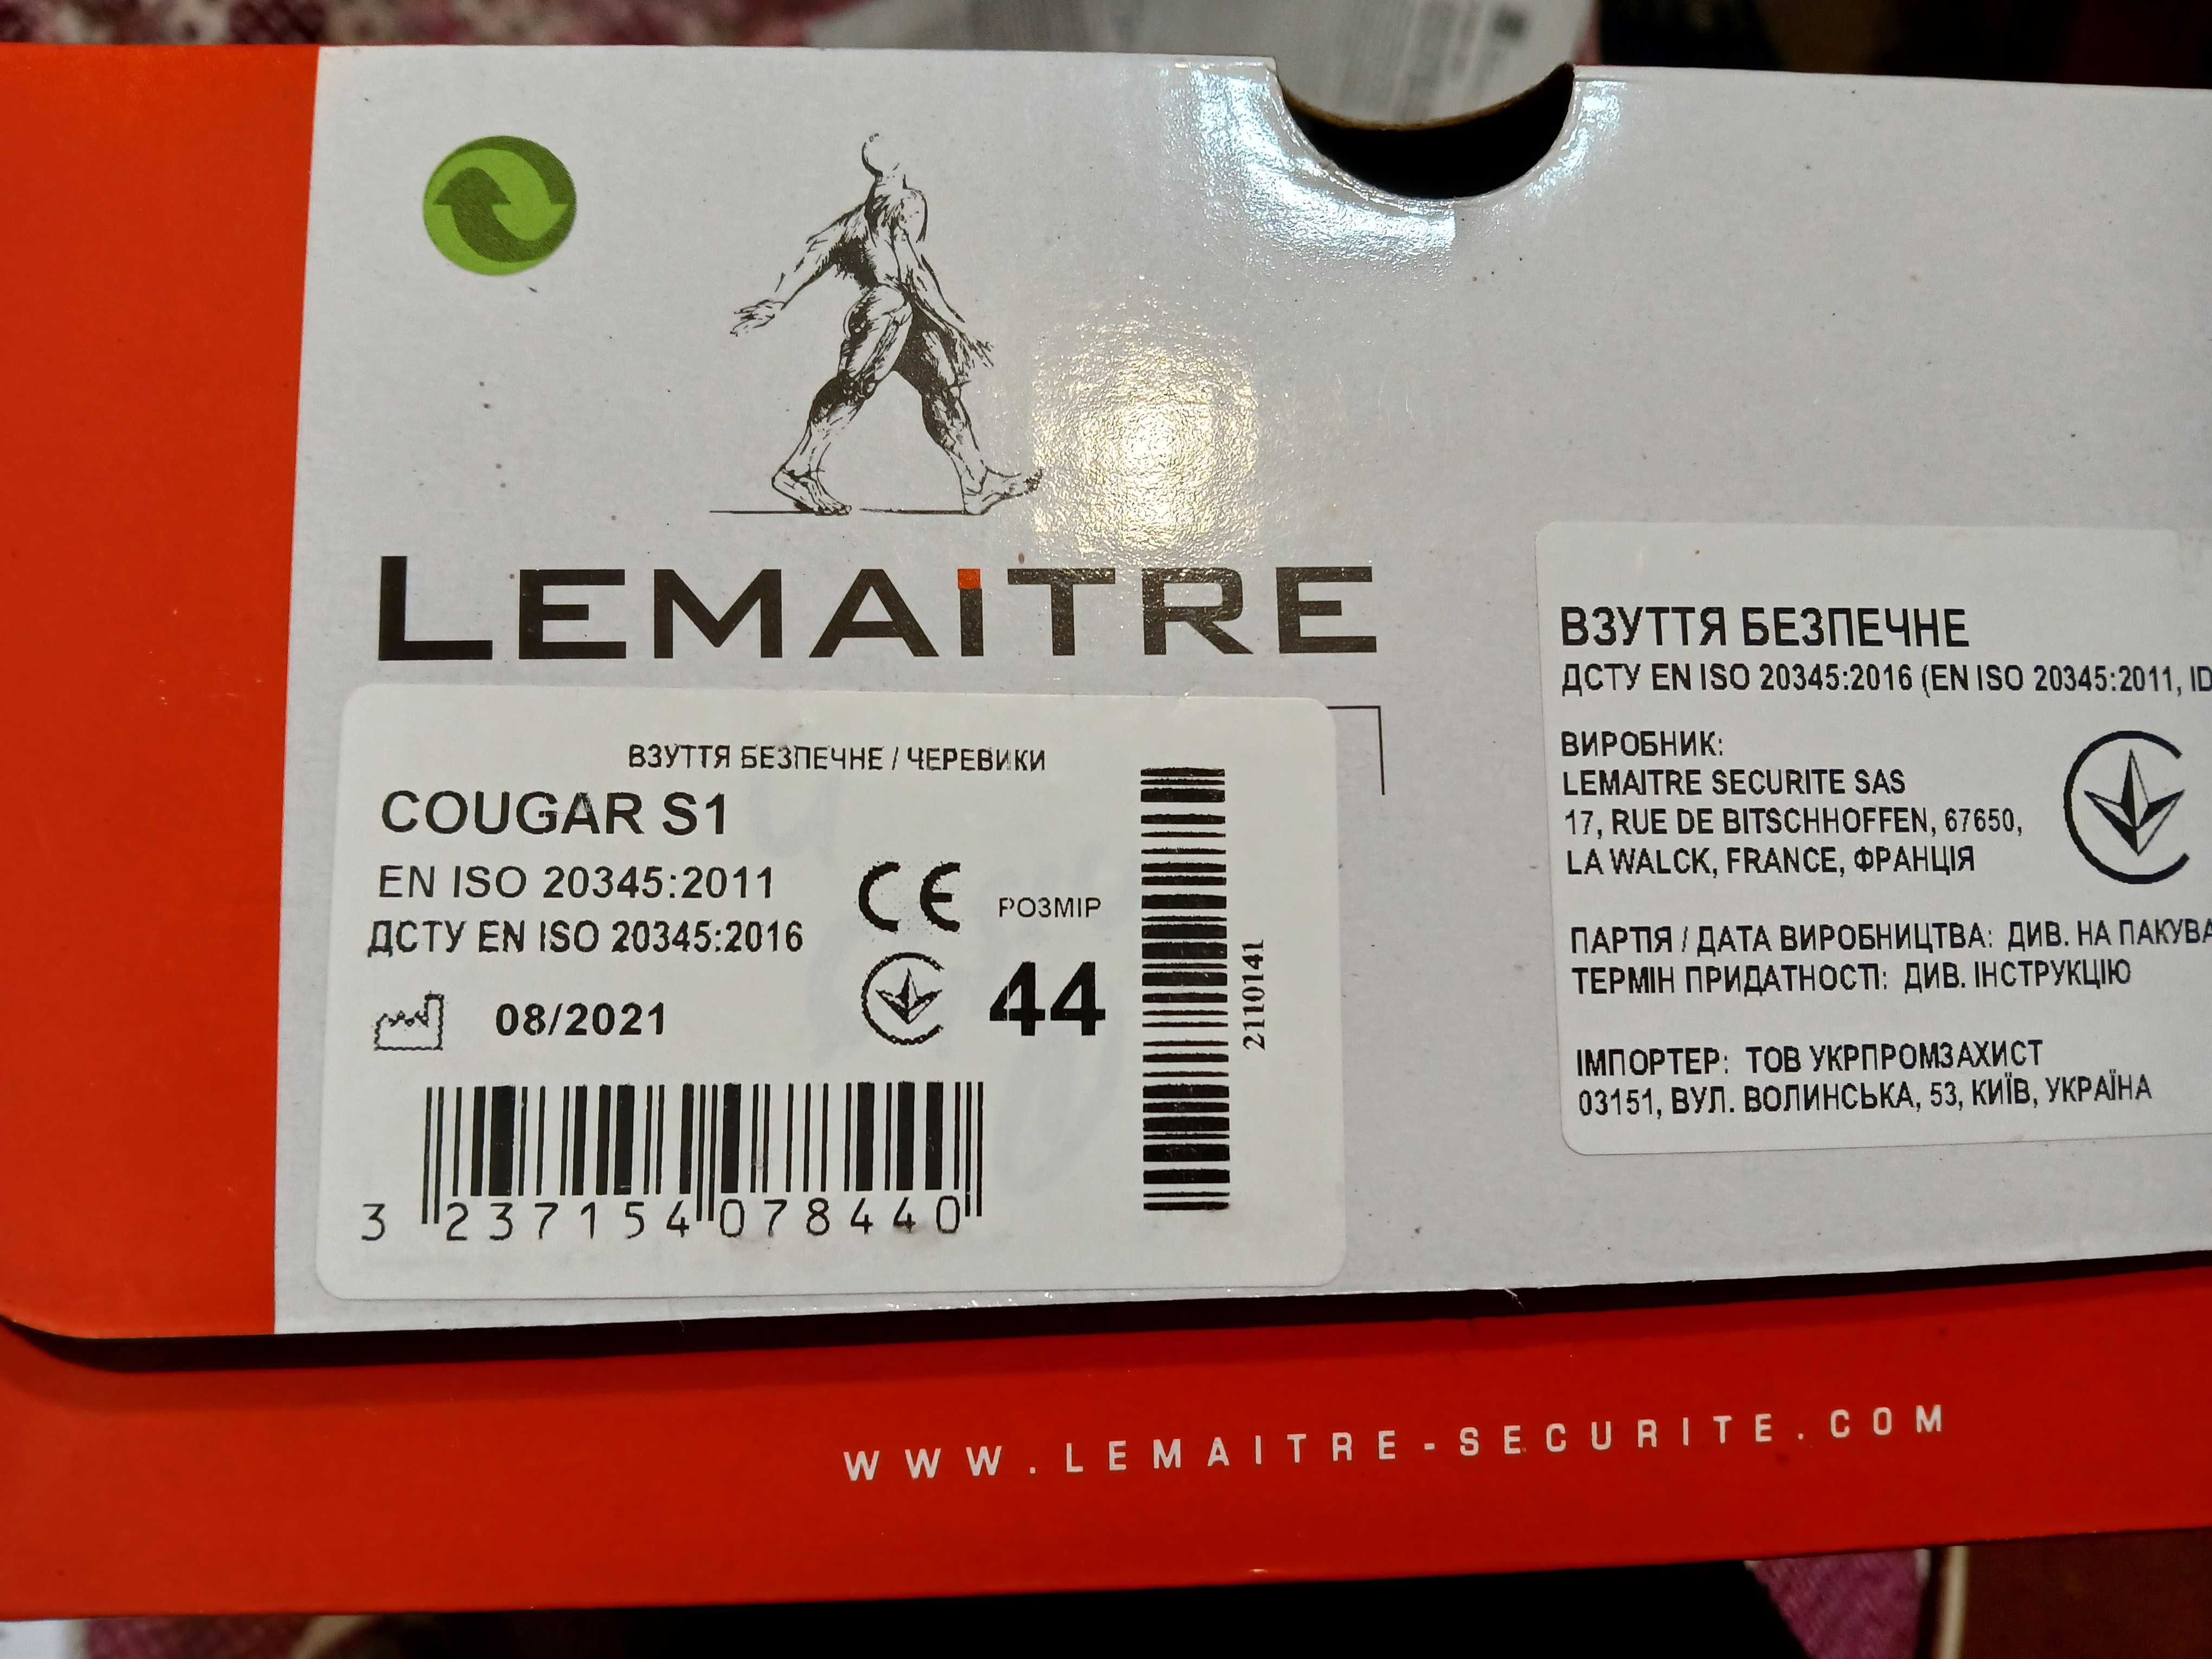 LEMAiTRE
ВЗУТТЯ БЕЗПЕЧНЕ / ЧЕРЕВИКИ
COUGAR S1
EN ISO 20345:2011
ДСТУ EN ISO 20345:2016
CE
РОЗМІР
44
08/2021
3 237154 078440
2110141
ВЗУТТЯ БЕЗПЕЧНЕ
ДСТУ EN ISO 20345:2016 (EN ISO 20345:2011, ID
ВИРОБНИК:
LEMAITRE SECURITE SAS
17, RUE DE BITSCHHOFFEN, 67650,
LA WALCK, FRANCE, ФРАНЦІЯ
ПАРТІЯ / ДАТА ВИРОБНИЦТВА: ДИВ. НА ПАКУВА
ТЕРМІН ПРИДАТНОСТІ: ДИВ. ІНСТРУКЦІЮ
ІМПОРТЕР: ТОВ УКРПРОМЗАХИСТ
03151, ВУЛ. ВОЛИНСЬКА, 53, КИЇВ, УКРАЇНА
WWW.LEMAITRE-SECURITE.COM